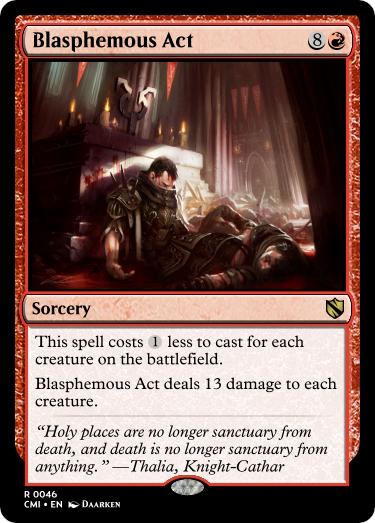 Blasphemous Act 8
Sorcery
This spell costs 1 less to cast for each
creature on the battlefield.
Blasphemous Act deals 13 damage to each
creature.
“Holy places are no longer sanctuary from
death, and death is no longer sanctuary from
anything.” —Thalia, Knight-Cathar
R 0046
CMI • EN DAARKEN